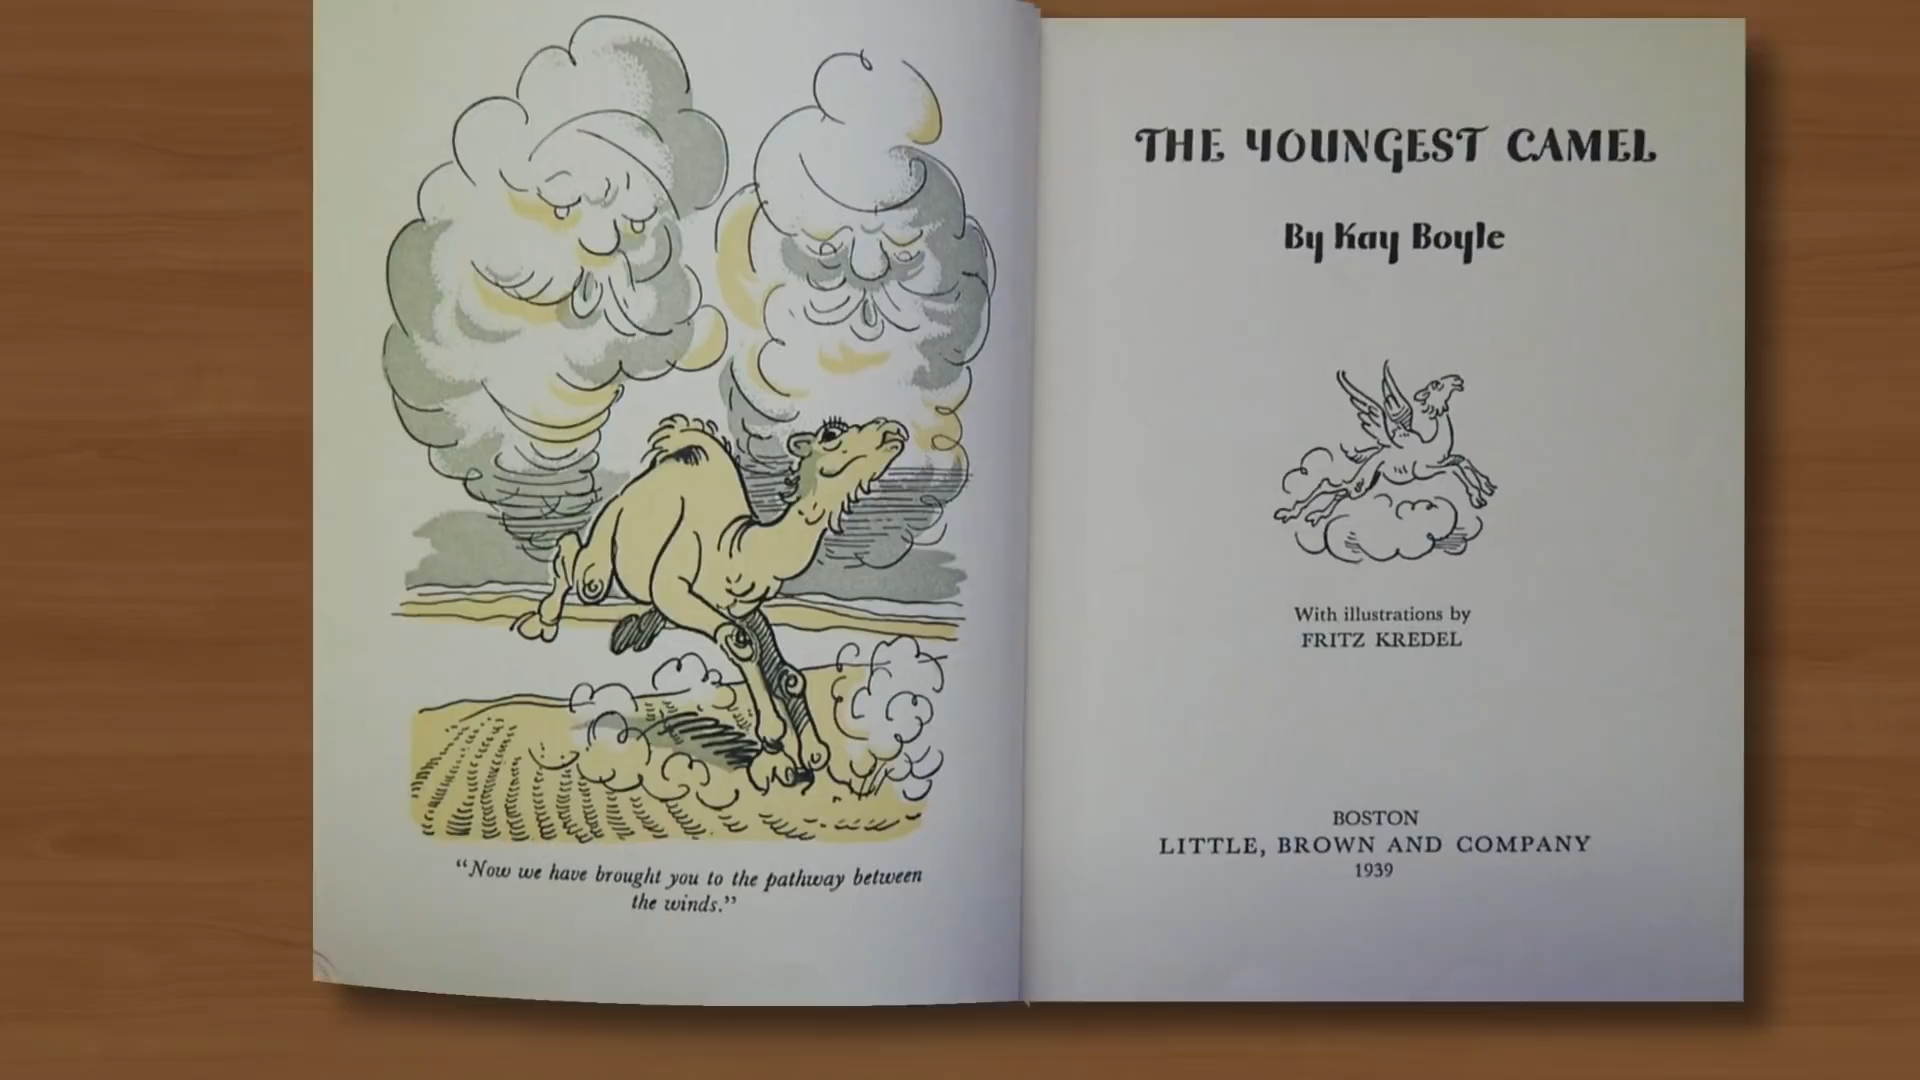 "Now we have brought you to the pathway between
the winds."
THE YOUNGEST CAMEL
By Kay Boyle
With illustrations by
FRITZ KREDEL
BOSTON
LITTLE, BROWN AND COMPANY
1939